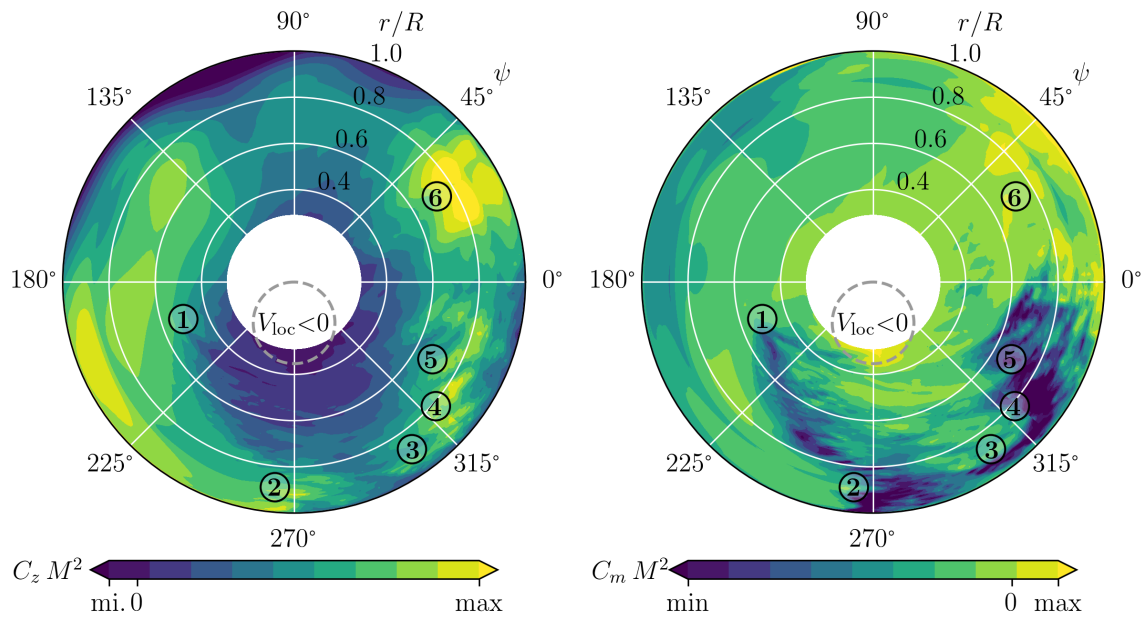 90° r/R
1.0
ψ
135° 0.8 45°
0.6
0.4
⑥
180° 0°
① V_loc<0
⑤
④
③
225° 315°
②
270°
C_z M²
mi. 0 max
90° r/R
1.0
ψ
135° 0.8 45°
0.6
0.4
⑥
180° 0°
① V_loc<0
⑤
④
③
225° 315°
②
270°
C_m M²
min 0 max